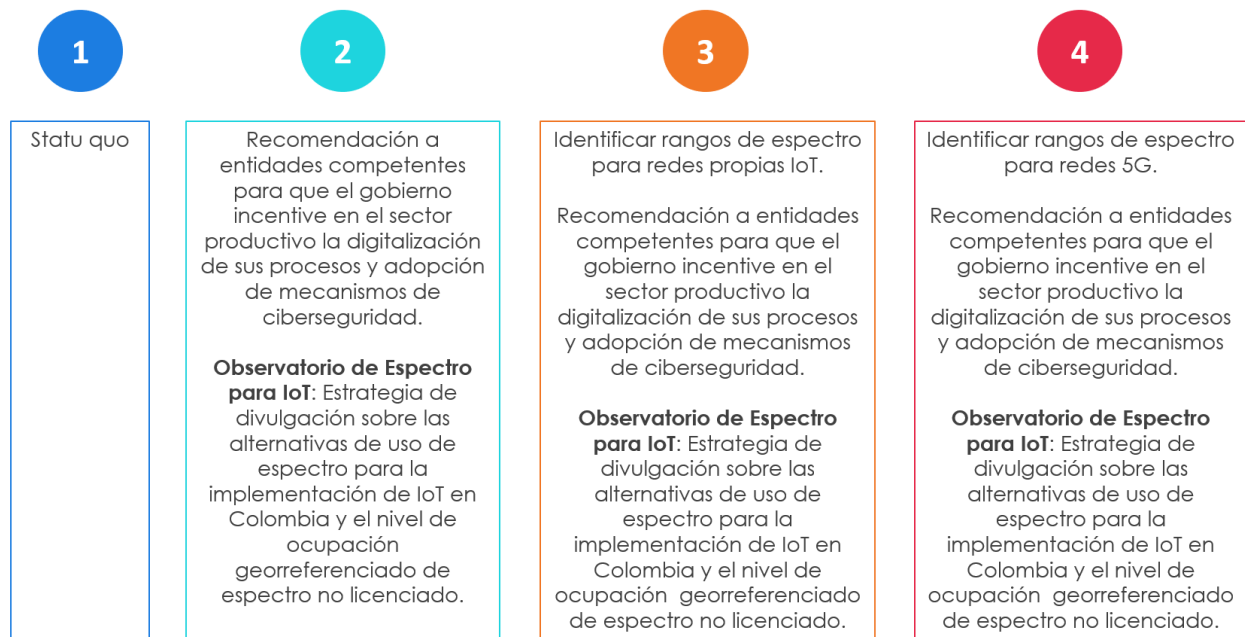 1
Statu quo
2
Recomendación a
entidades competentes
para que el gobierno
incentive en el sector
productivo la digitalización
de sus procesos y adopción
de mecanismos de
ciberseguridad.
Observatorio de Espectro
para IoT: Estrategia de
divulgación sobre las
alternativas de uso de
espectro para la
implementación de IoT en
Colombia y el nivel de
ocupación
georreferenciado de
espectro no licenciado.
3
Identificar rangos de espectro
para redes propias IoT.
Recomendación a entidades
competentes para que el
gobierno incentive en el
sector productivo la
digitalización de sus procesos
y adopción de mecanismos
de ciberseguridad.
Observatorio de Espectro
para IoT: Estrategia de
divulgación sobre las
alternativas de uso de
espectro para la
implementación de IoT en
Colombia y el nivel de
ocupación georreferenciado
de espectro no licenciado.
4
Identificar rangos de espectro
para redes 5G.
Recomendación a entidades
competentes para que el
gobierno incentive en el
sector productivo la
digitalización de sus procesos
y adopción de mecanismos
de ciberseguridad.
Observatorio de Espectro
para IoT: Estrategia de
divulgación sobre las
alternativas de uso de
espectro para la
implementación de IoT en
Colombia y el nivel de
ocupación georreferenciado
de espectro no licenciado.